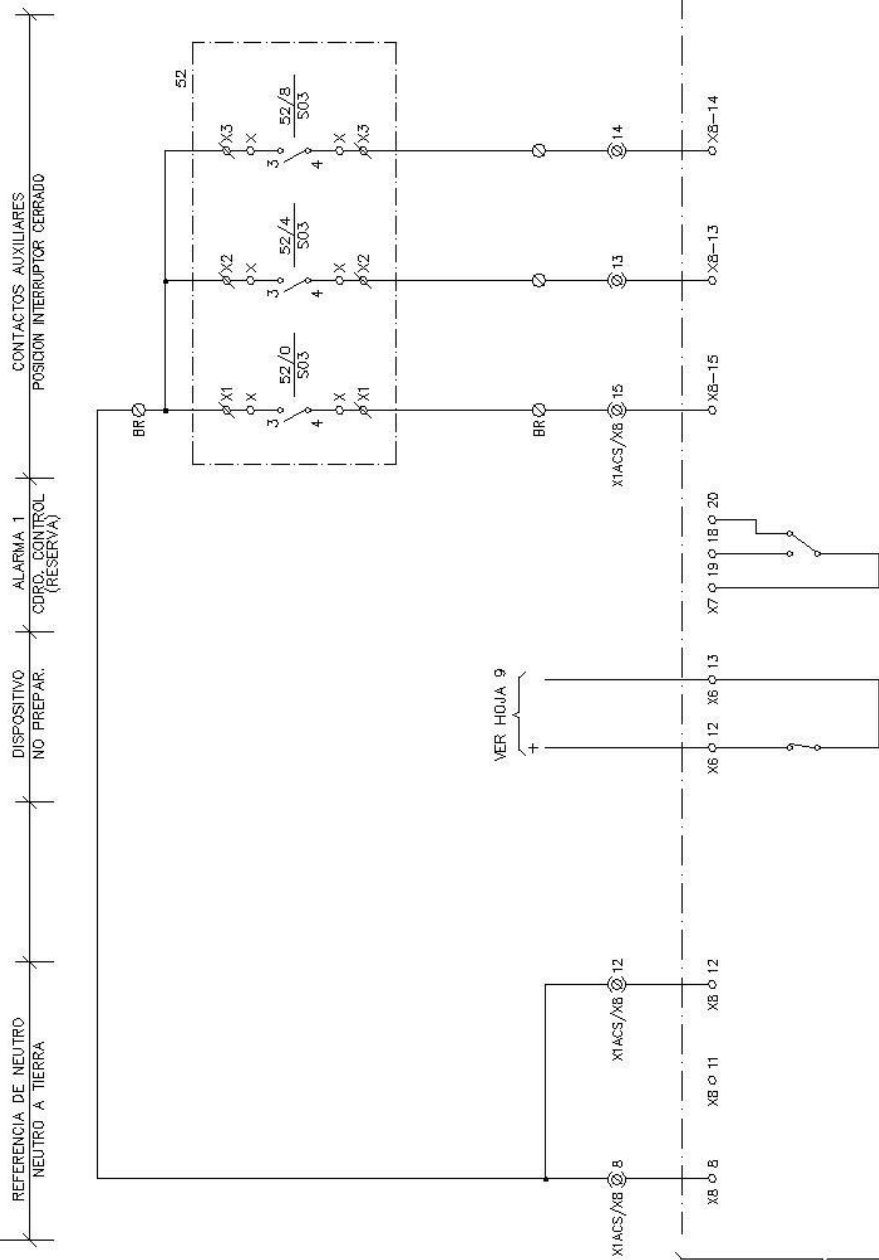 REFERENCIA DE NEUTRO
NEUTRO A TIERRA
DISPOSITIVO
NO PREPAR.
ALARMA 1
CDRO. CONTROL
(RESERVA)
CONTACTOS AUXILIARES
POSICION INTERRUPTOR CERRADO
BR
52
X1
X2
X3
X
X
X
3
3
3
52/0
S03
52/4
S03
52/8
S03
4
4
4
X
X
X
X1
X2
X3
VER HOJA 9
+
BR
X1ACS/X8 8
X1ACS/X8 12
X1ACS/X8 15
13
14
X8 8
X8 11
X8 12
X6 12
X6 13
X7 19 18 20
X8-15
X8-13
X8-14